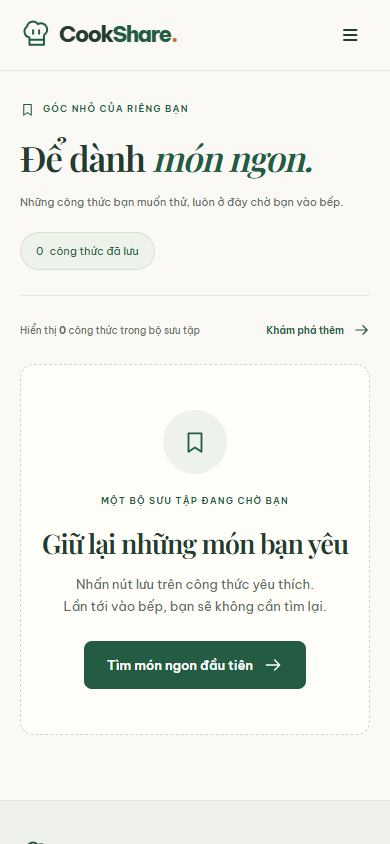 CookShare.
GÓC NHỎ CỦA RIÊNG BẠN
Để dành món ngon.
Những công thức bạn muốn thử, luôn ở đây chờ bạn vào bếp.
0 công thức đã lưu
Hiển thị 0 công thức trong bộ sưu tập
Khám phá thêm
MỘT BỘ SƯU TẬP ĐANG CHỜ BẠN
Giữ lại những món bạn yêu
Nhấn nút lưu trên công thức yêu thích.
Lần tới vào bếp, bạn sẽ không cần tìm lại.
Tìm món ngon đầu tiên